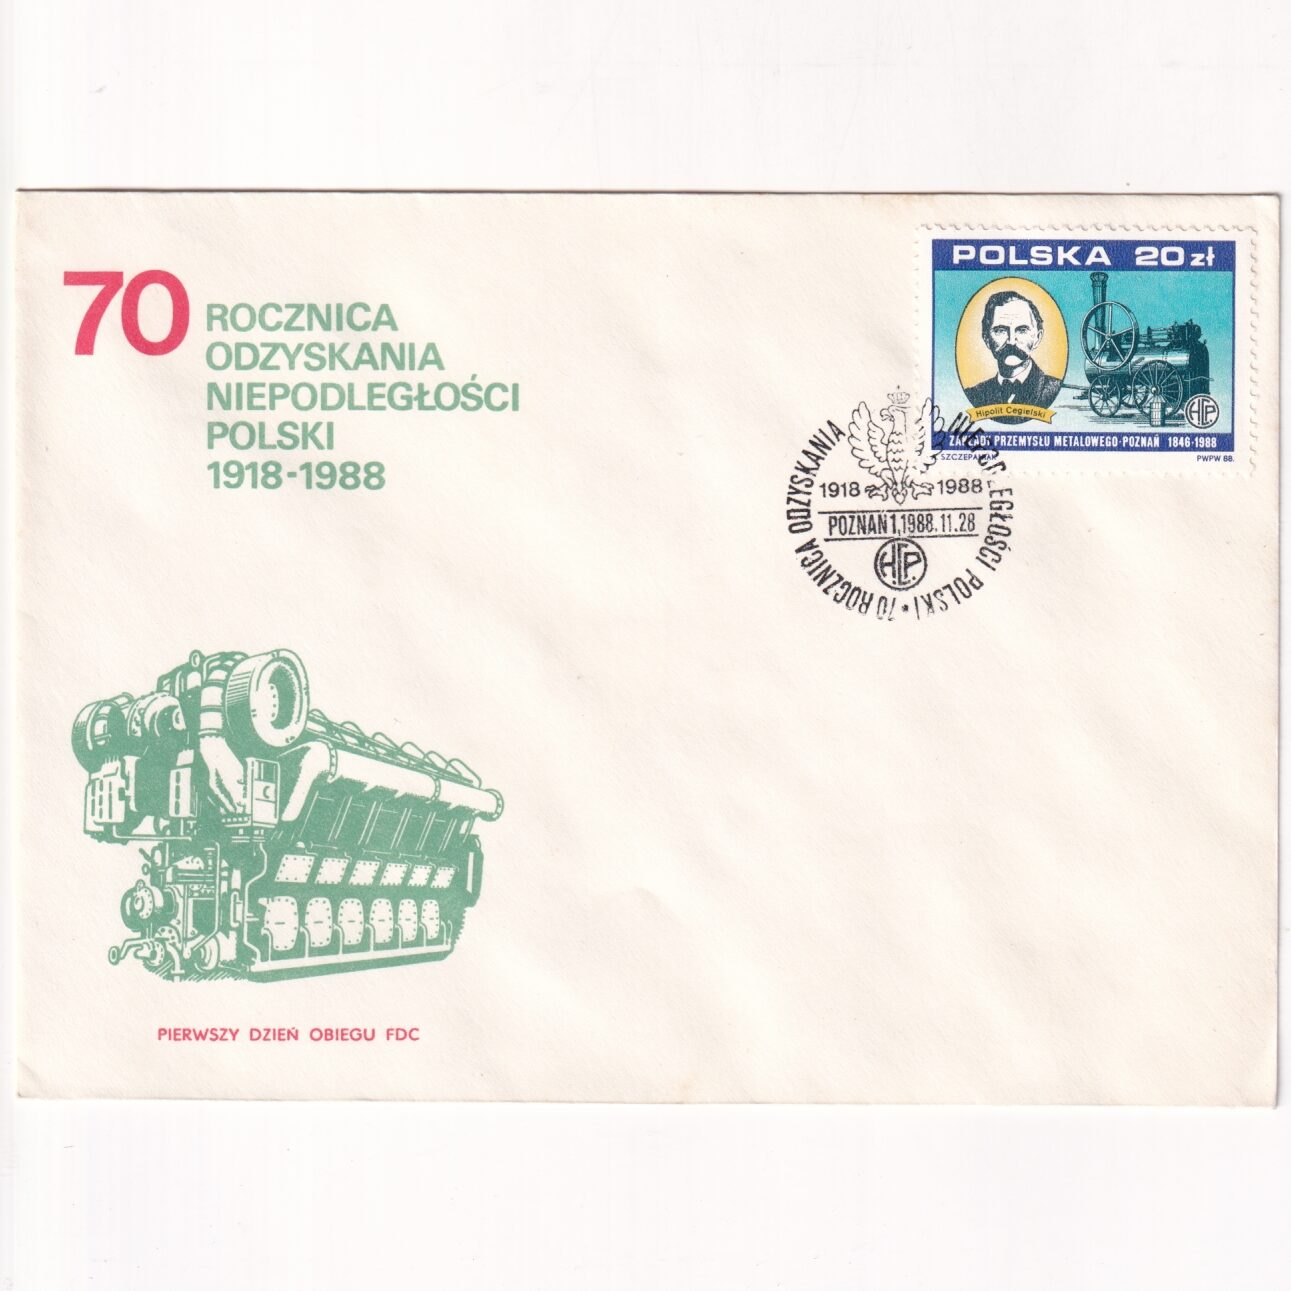 70 ROCZNICA
ODZYSKANIA
NIEPODLEGŁOŚCI
POLSKI
1918-1988
POLSKA 20 zł
Hipolit Cegielski
HCP
ZAKŁADY PRZEMYSŁU METALOWEGO-POZNAŃ 1846-1988
SZCZEPANIAK
PWPW 88.
70 ROCZNICA ODZYSKANIA NIEPODLEGŁOŚCI POLSKI *
1918 1988
POZNAŃ 1, 1988.11.28
H.C.P.
PIERWSZY DZIEŃ OBIEGU FDC